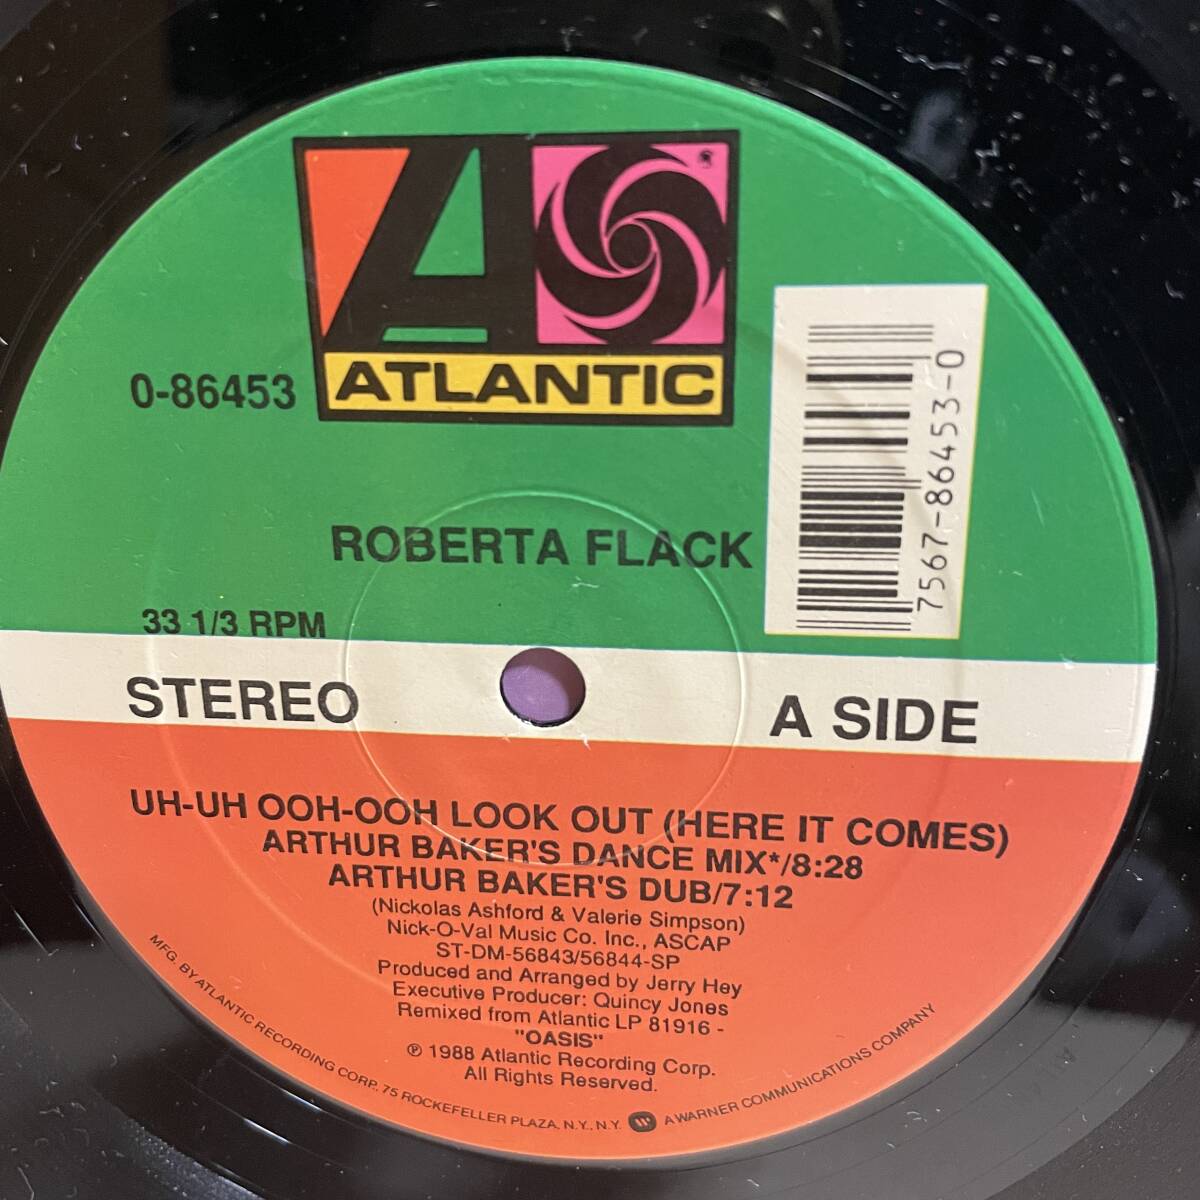 ATLANTIC
0-86453
7567-86453-0
ROBERTA FLACK
33 1/3 RPM
STEREO
A SIDE
UH-UH OOH-OOH LOOK OUT (HERE IT COMES)
ARTHUR BAKER'S DANCE MIX*/8:28
ARTHUR BAKER'S DUB/7:12
(Nickolas Ashford & Valerie Simpson)
Nick-O-Val Music Co. Inc., ASCAP
ST-DM-56843/56844-SP
Produced and Arranged by Jerry Hey
Executive Producer: Quincy Jones
Remixed from Atlantic LP 81916 -
"OASIS"
℗ 1988 Atlantic Recording Corp.
All Rights Reserved.
MFG. BY ATLANTIC RECORDING CORP. 75 ROCKEFELLER PLAZA. N.Y., N.Y. A WARNER COMMUNICATIONS COMPANY